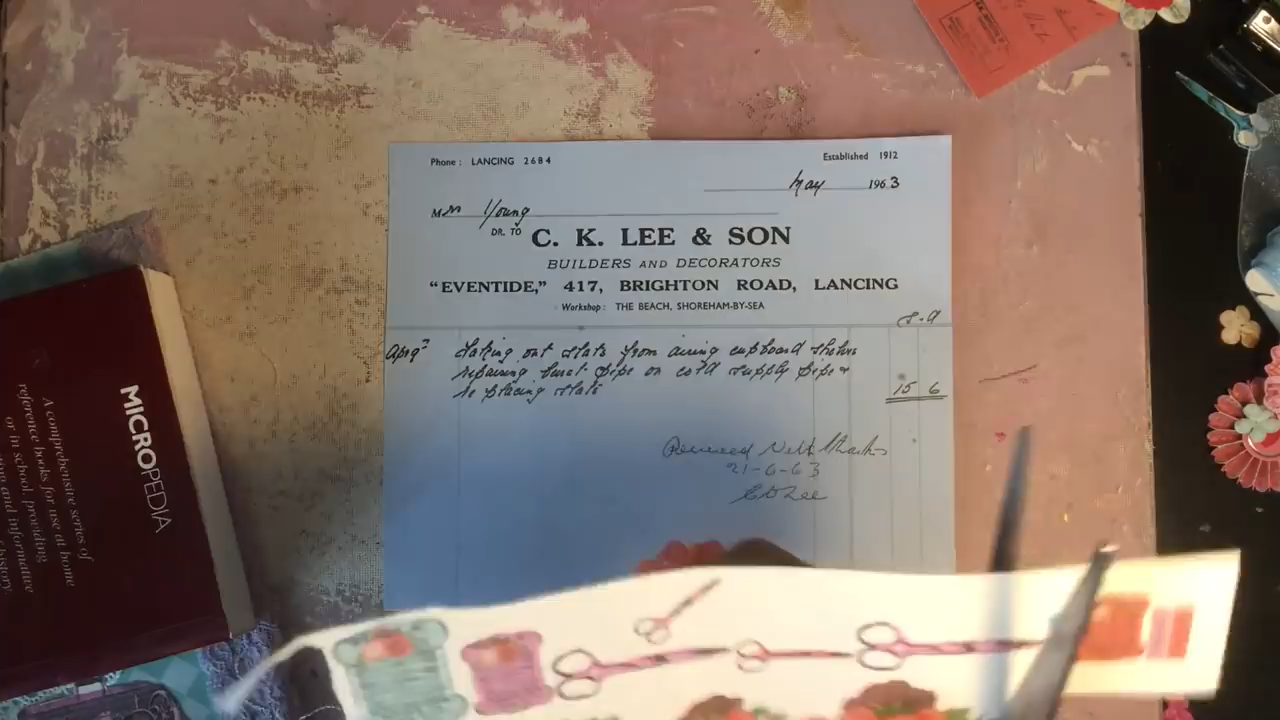 Phone : LANCING 2684
Established 1912
May 1963
Mrs Young
DR. TO C. K. LEE & SON
BUILDERS AND DECORATORS
"EVENTIDE," 417, BRIGHTON ROAD, LANCING
Workshop : THE BEACH, SHOREHAM-BY-SEA
Taking out slats from airing cupboard shelves
repairing burst pipe on cold supply pipe &
re placing slats
15 6
Received With Thanks
21-6-63
MICROPEDIA
A comprehensive series of
reference books for use at home
or in school, providing
and informative